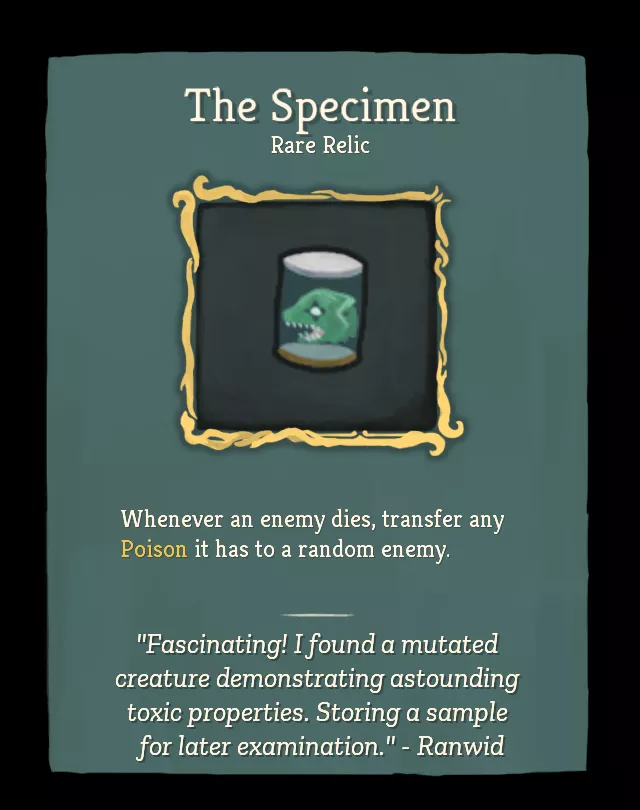 The Specimen
Rare Relic
Whenever an enemy dies, transfer any
Poison it has to a random enemy.
"Fascinating! I found a mutated
creature demonstrating astounding
toxic properties. Storing a sample
for later examination." - Ranwid